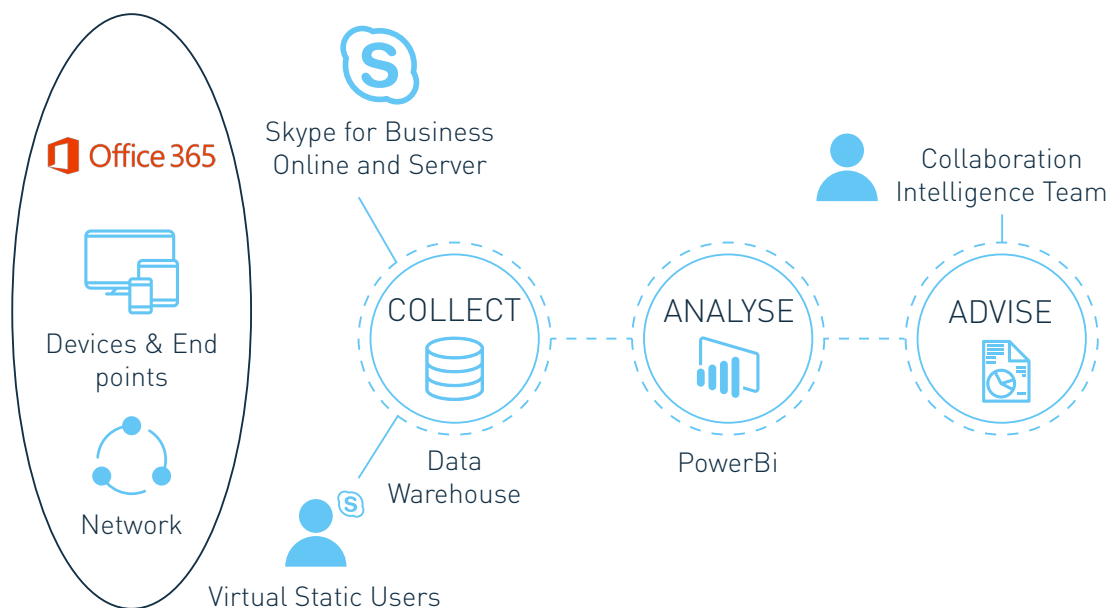 Office 365
Devices & End
points
Network
S
Skype for Business
Online and Server
S
Virtual Static Users
COLLECT
Data
Warehouse
ANALYSE
PowerBi
Collaboration
Intelligence Team
ADVISE